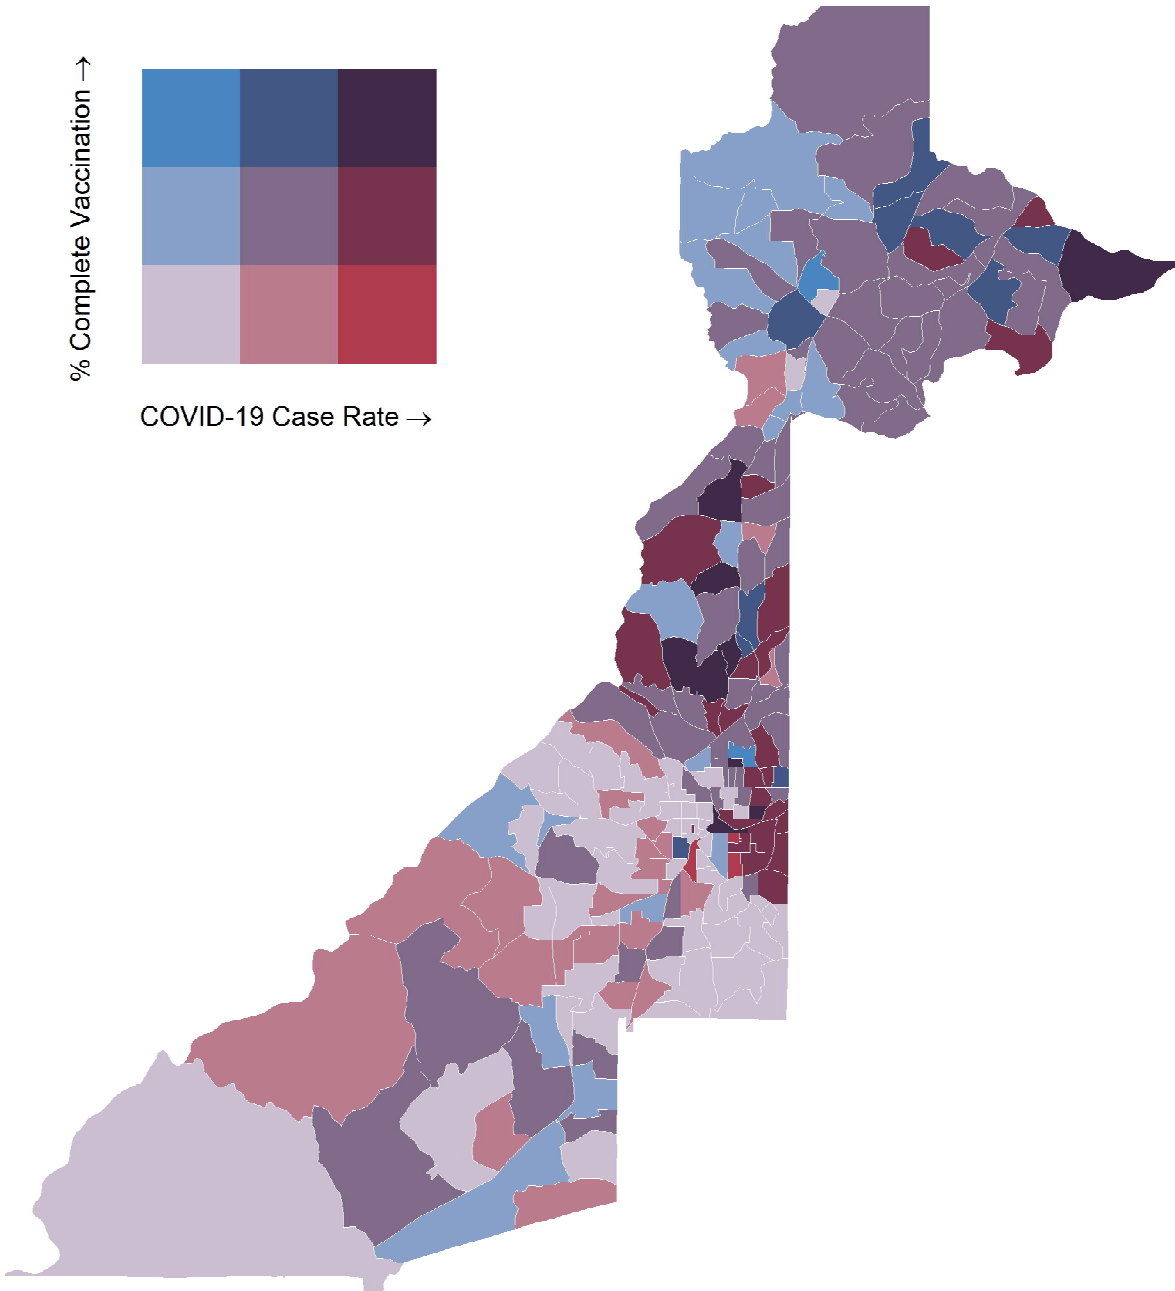 % Complete Vaccination →
COVID-19 Case Rate →